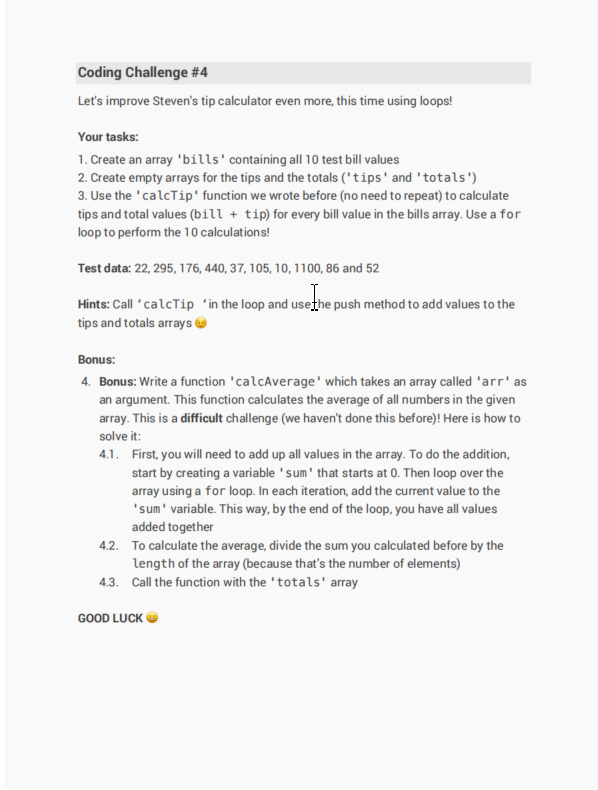 Coding Challenge #4
Let's improve Steven's tip calculator even more, this time using loops!
Your tasks:
1. Create an array 'bills' containing all 10 test bill values
2. Create empty arrays for the tips and the totals ('tips' and 'totals')
3. Use the 'calcTip' function we wrote before (no need to repeat) to calculate
tips and total values (bill + tip) for every bill value in the bills array. Use a for
loop to perform the 10 calculations!
Test data: 22, 295, 176, 440, 37, 105, 10, 1100, 86 and 52
Hints: Call ‘calcTip ‘in the loop and use the push method to add values to the
tips and totals arrays 😉
Bonus:
4. Bonus: Write a function 'calcAverage' which takes an array called 'arr' as
an argument. This function calculates the average of all numbers in the given
array. This is a difficult challenge (we haven't done this before)! Here is how to
solve it:
4.1. First, you will need to add up all values in the array. To do the addition,
start by creating a variable 'sum' that starts at 0. Then loop over the
array using a for loop. In each iteration, add the current value to the
'sum' variable. This way, by the end of the loop, you have all values
added together
4.2. To calculate the average, divide the sum you calculated before by the
length of the array (because that's the number of elements)
4.3. Call the function with the 'totals' array
GOOD LUCK 😀